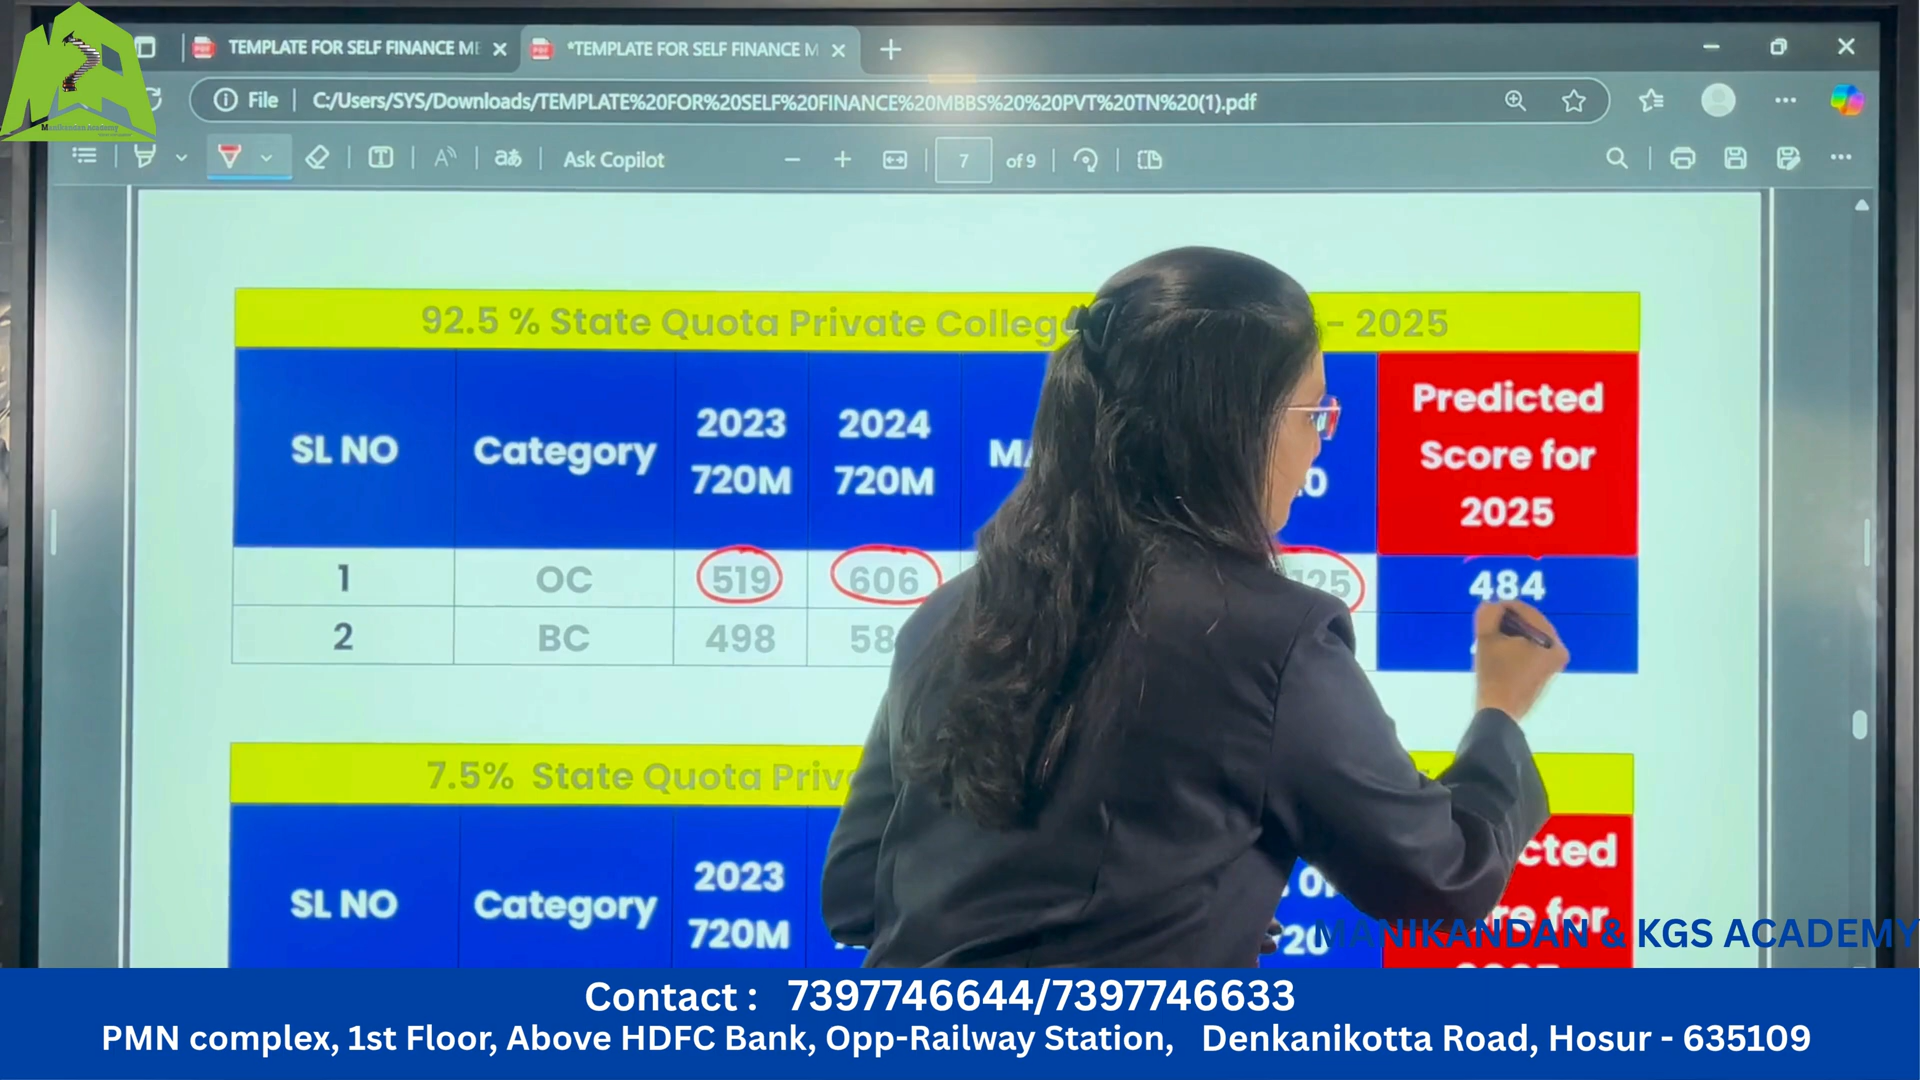 TEMPLATE FOR SELF FINANCE ME
*TEMPLATE FOR SELF FINANCE M
File
C:/Users/SYS/Downloads/TEMPLATE%20FOR%20SELF%20FINANCE%20MBBS%20%20PVT%20TN%20(1).pdf
Ask Copilot
7 of 9
92.5 % State Quota Private Colleg – 2025
SL NO Category 2023 720M 2024 720M Predicted Score for 2025
1 OC 519 606 484
2 BC 498 58
7.5% State Quota Priv
SL NO Category 2023 720M
Manikandan academy
MANIKANDAN & KGS ACADEMY
Contact : 7397746644/7397746633
PMN complex, 1st Floor, Above HDFC Bank, Opp-Railway Station, Denkanikotta Road, Hosur - 635109